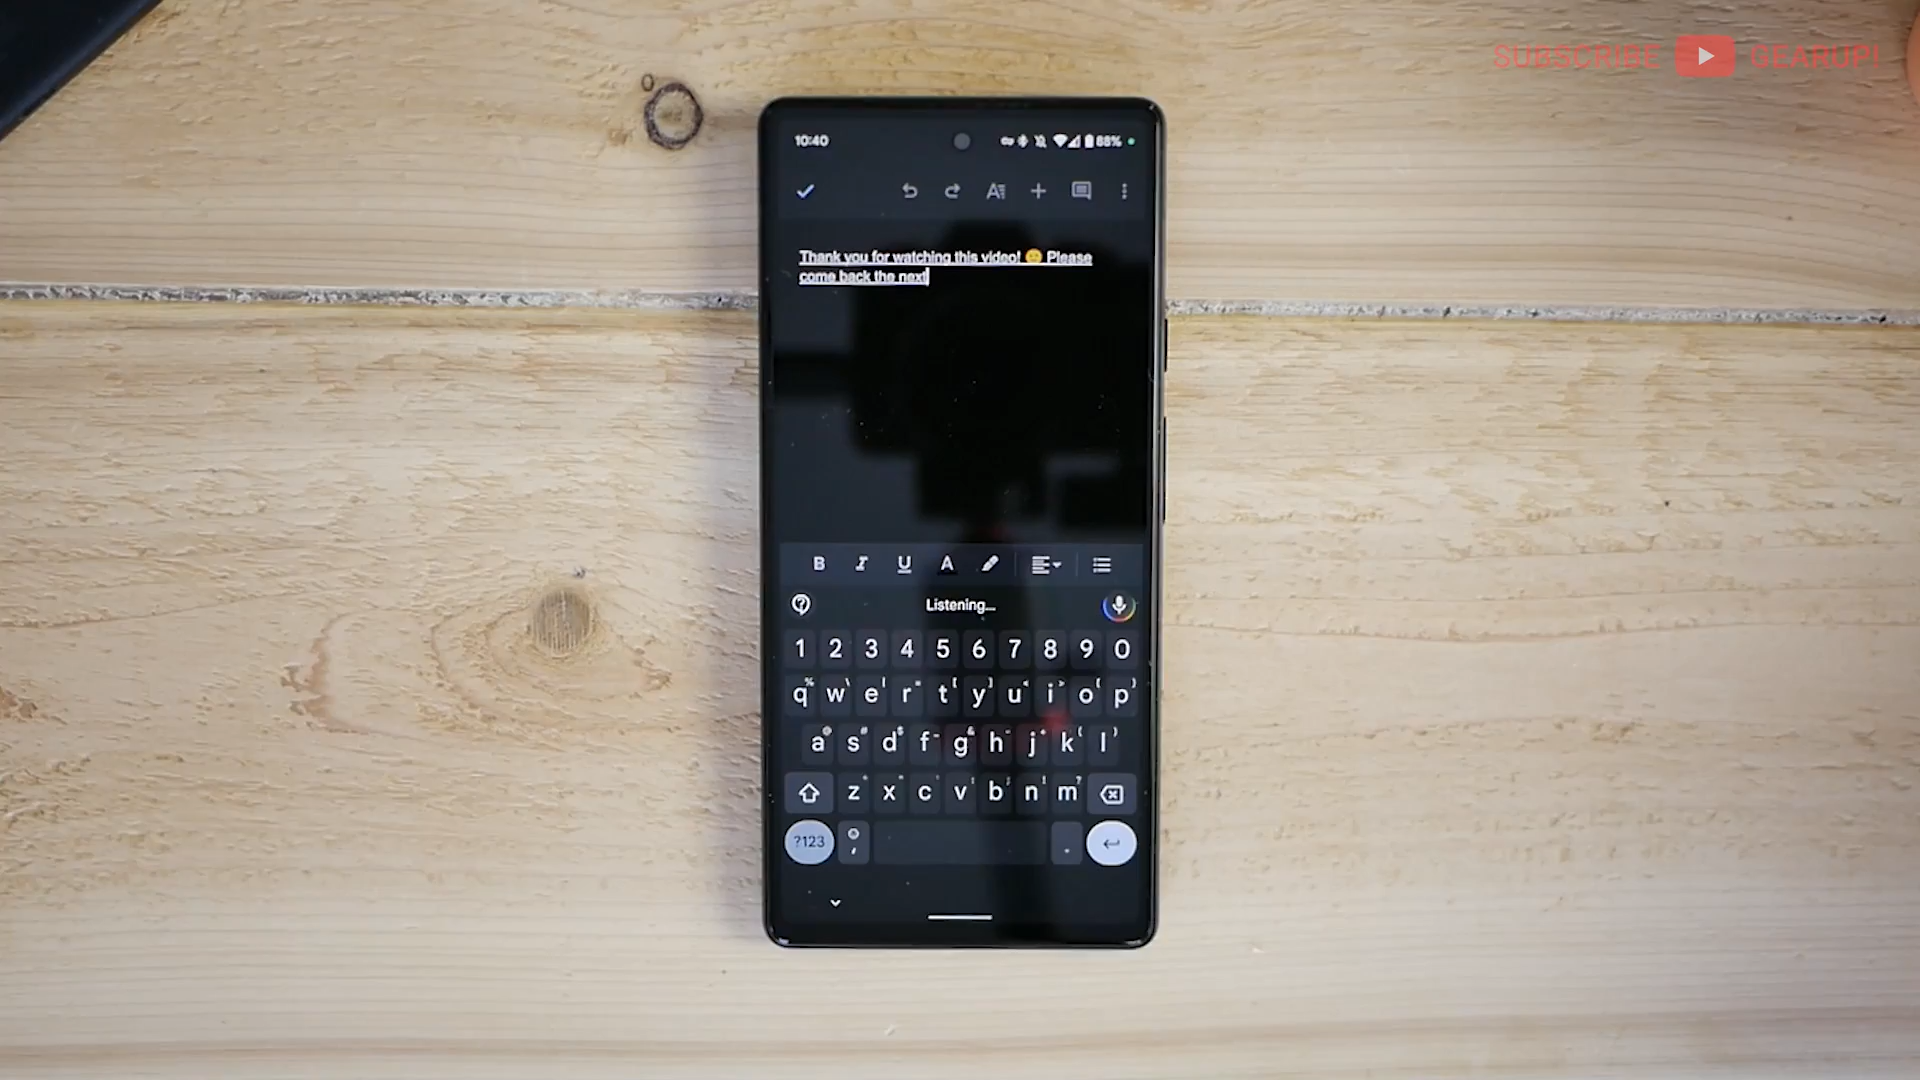 SUBSCRIBE GEARUP!
10:40 88%
Thank you for watching this video! 🙂 Please
come back the next
B I U A
Listening...
1 2 3 4 5 6 7 8 9 0
q w e r t y u i o p
a s d f g h j k l
z x c v b n m
?123 , .